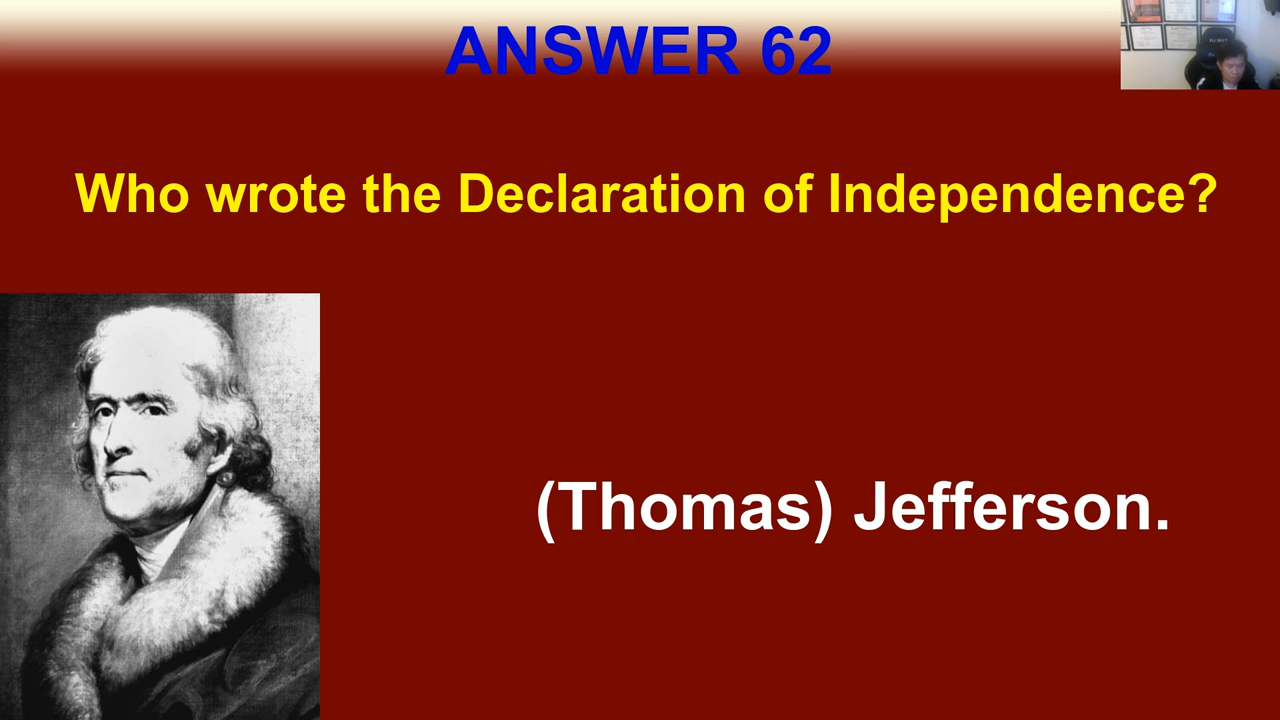 ANSWER 62
Who wrote the Declaration of Independence?
(Thomas) Jefferson.